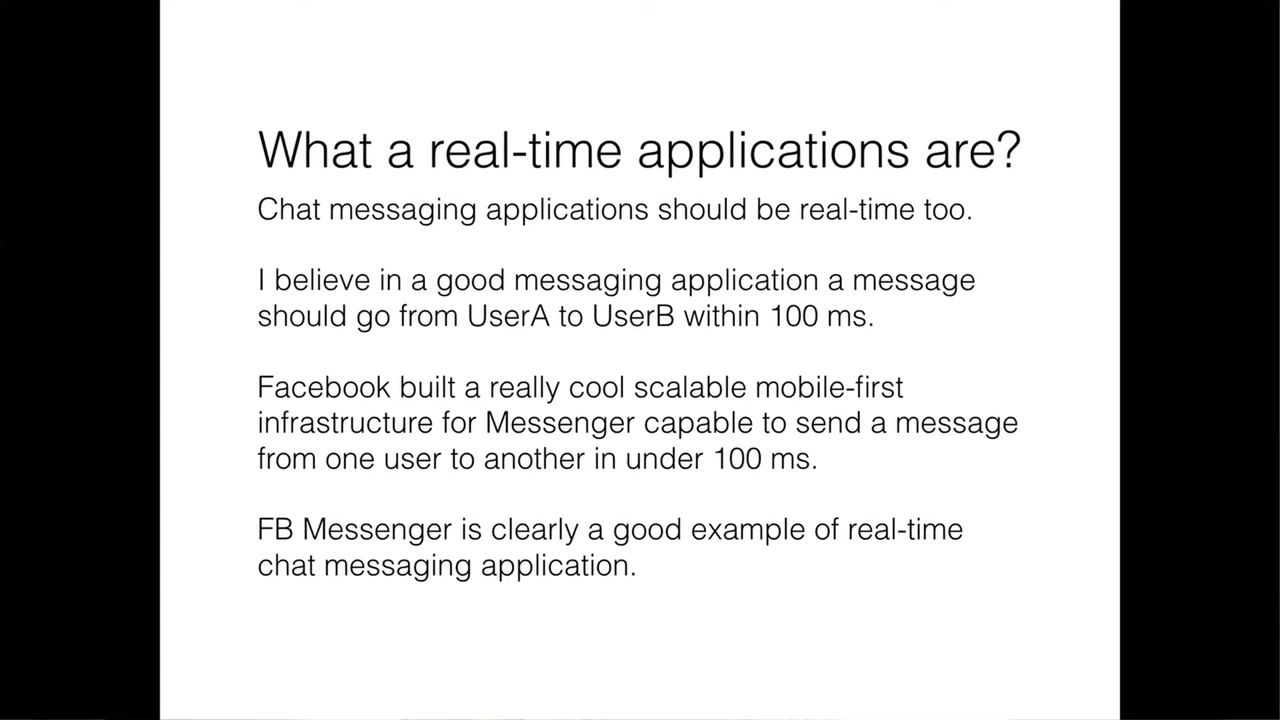 What a real-time applications are?
Chat messaging applications should be real-time too.
I believe in a good messaging application a message
should go from UserA to UserB within 100 ms.
Facebook built a really cool scalable mobile-first
infrastructure for Messenger capable to send a message
from one user to another in under 100 ms.
FB Messenger is clearly a good example of real-time
chat messaging application.